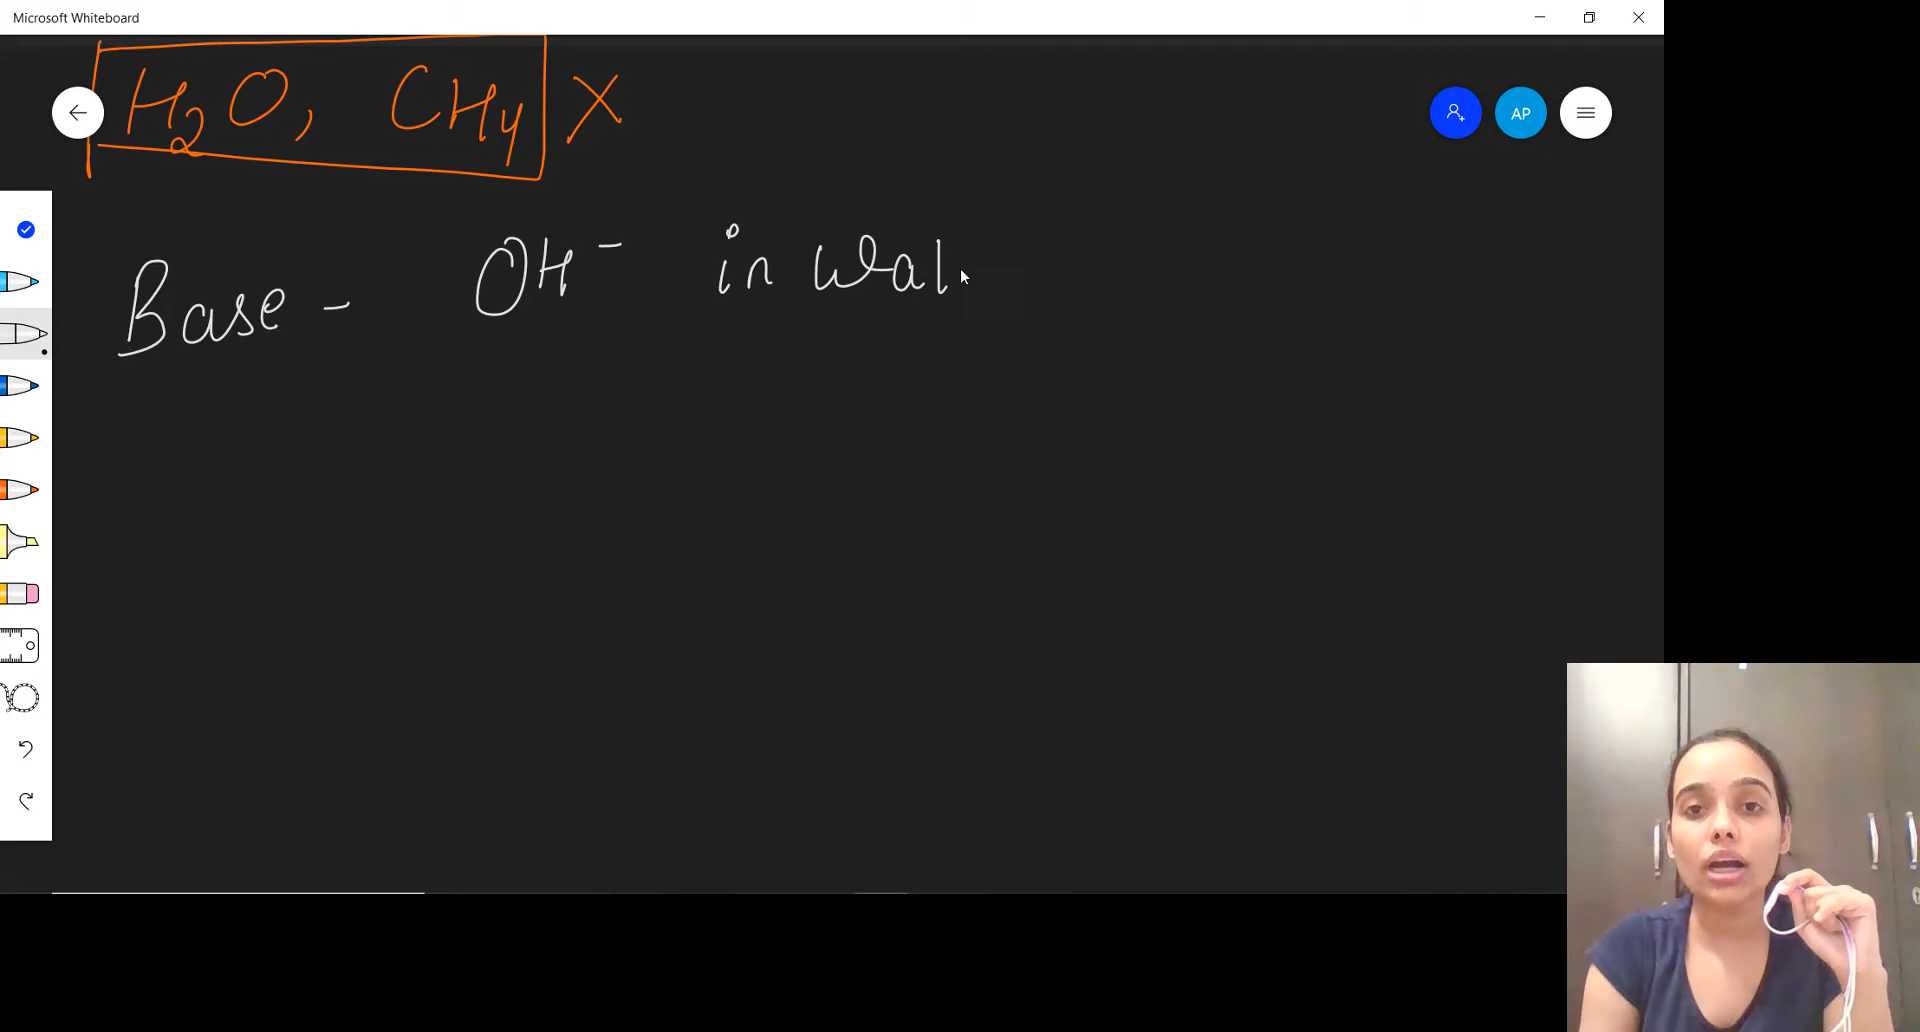 Microsoft Whiteboard
H₂O, CH₄ X
AP
Base - OH⁻ in wat